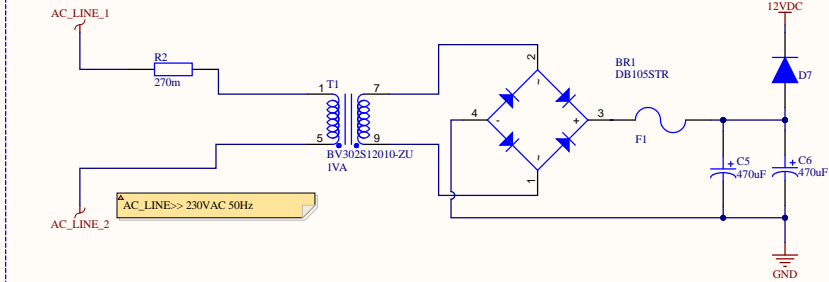 AC_LINE_1
12VDC
R2
270m
BR1
DB105STR
D7
1
T1
7
2
4
-
~
~
+
3
F1
5
9
BV302S12010-ZU
1VA
1
+
C5
470uF
+
C6
470uF
AC_LINE>> 230VAC 50Hz
AC_LINE_2
GND